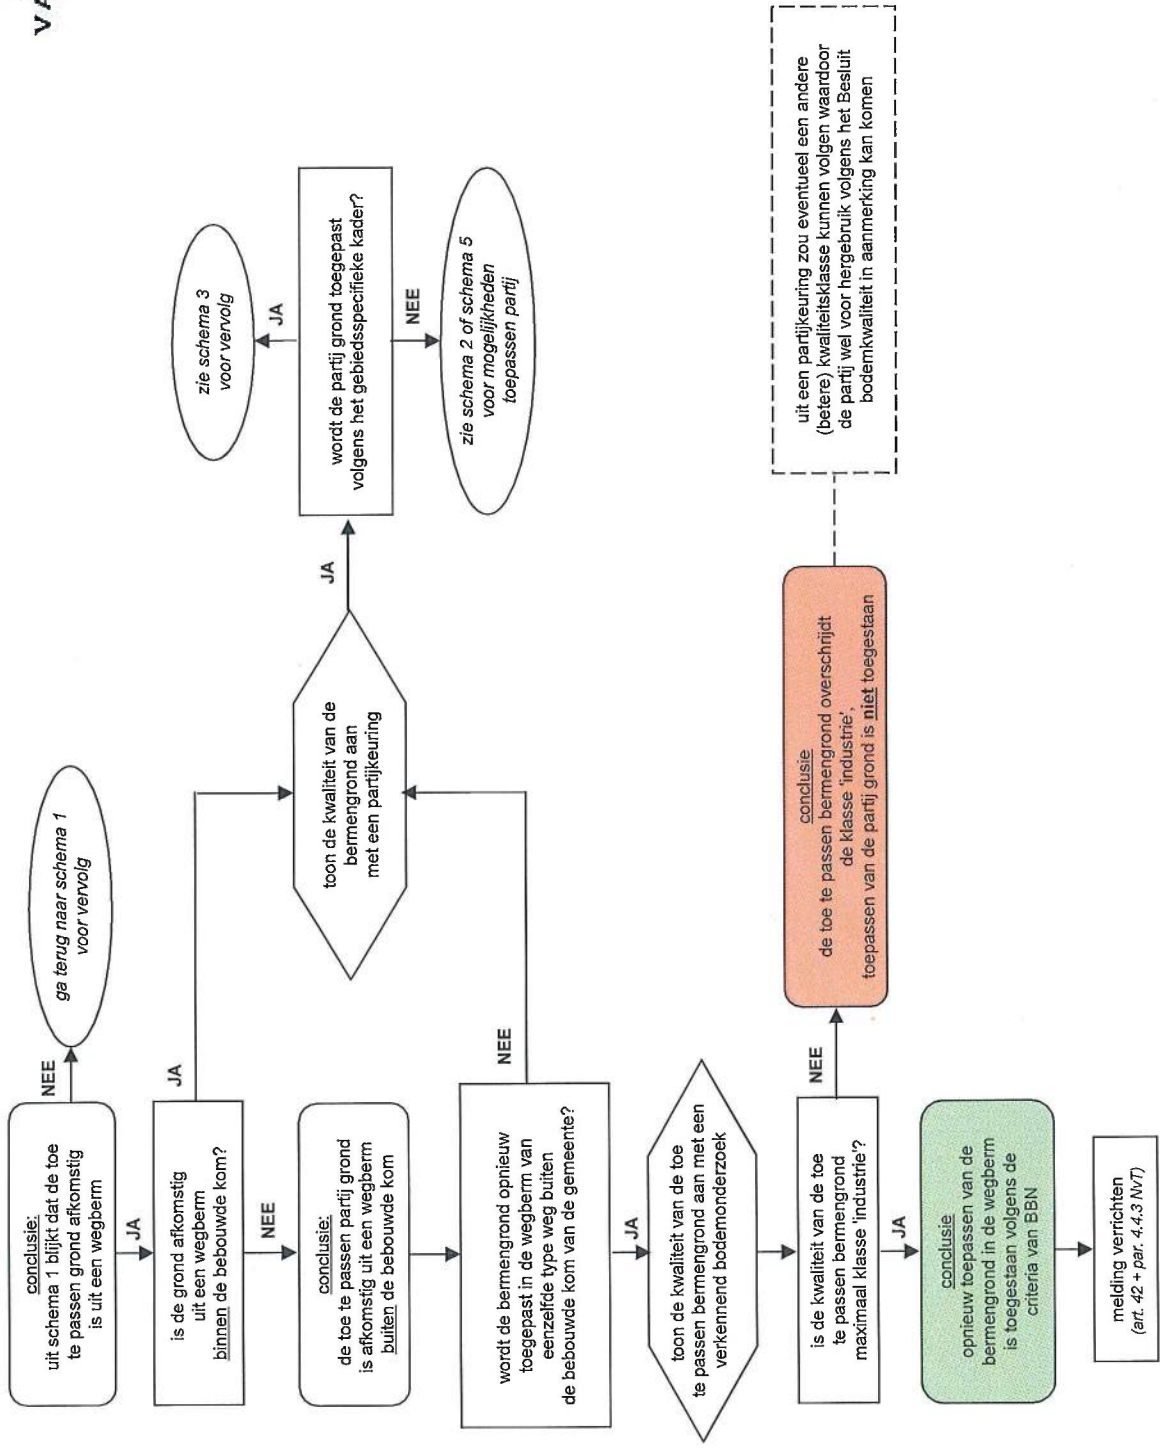 VA
conclusie:
uit schema 1 blijkt dat de toe
te passen grond afkomstig
is uit een wegberm
NEE
ga terug naar schema 1
voor vervolg
JA
is de grond afkomstig
uit een wegberm
binnen de bebouwde kom?
JA
NEE
conclusie:
de toe te passen partij grond
is afkomstig uit een wegberm
buiten de bebouwde kom
toon de kwaliteit van de
bermengrond aan
met een partijkeuring
JA
wordt de partij grond toegepast
volgens het gebiedsspecifieke kader?
JA
zie schema 3
voor vervolg
NEE
zie schema 2 of schema 5
voor mogelijkheden
toepassen partij
wordt de bermengrond opnieuw
toegepast in de wegberm van
eenzelfde type weg buiten
de bebouwde kom van de gemeente?
NEE
JA
toon de kwaliteit van de toe
te passen bermengrond aan met een
verkennend bodemonderzoek
is de kwaliteit van de toe
te passen bermengrond
maximaal klasse 'industrie'?
NEE
conclusie
de toe te passen bermengrond overschrijdt
de klasse 'industrie',
toepassen van de partij grond is niet toegestaan
uit een partijkeuring zou eventueel een andere
(betere) kwaliteitsklasse kunnen volgen waardoor
de partij wel voor hergebruik volgens het Besluit
bodemkwaliteit in aanmerking kan komen
JA
conclusie
opnieuw toepassen van de
bermengrond in de wegberm
is toegestaan volgens de
criteria van BBN
melding verrichten
(art. 42 + par. 4.4.3 NvT)